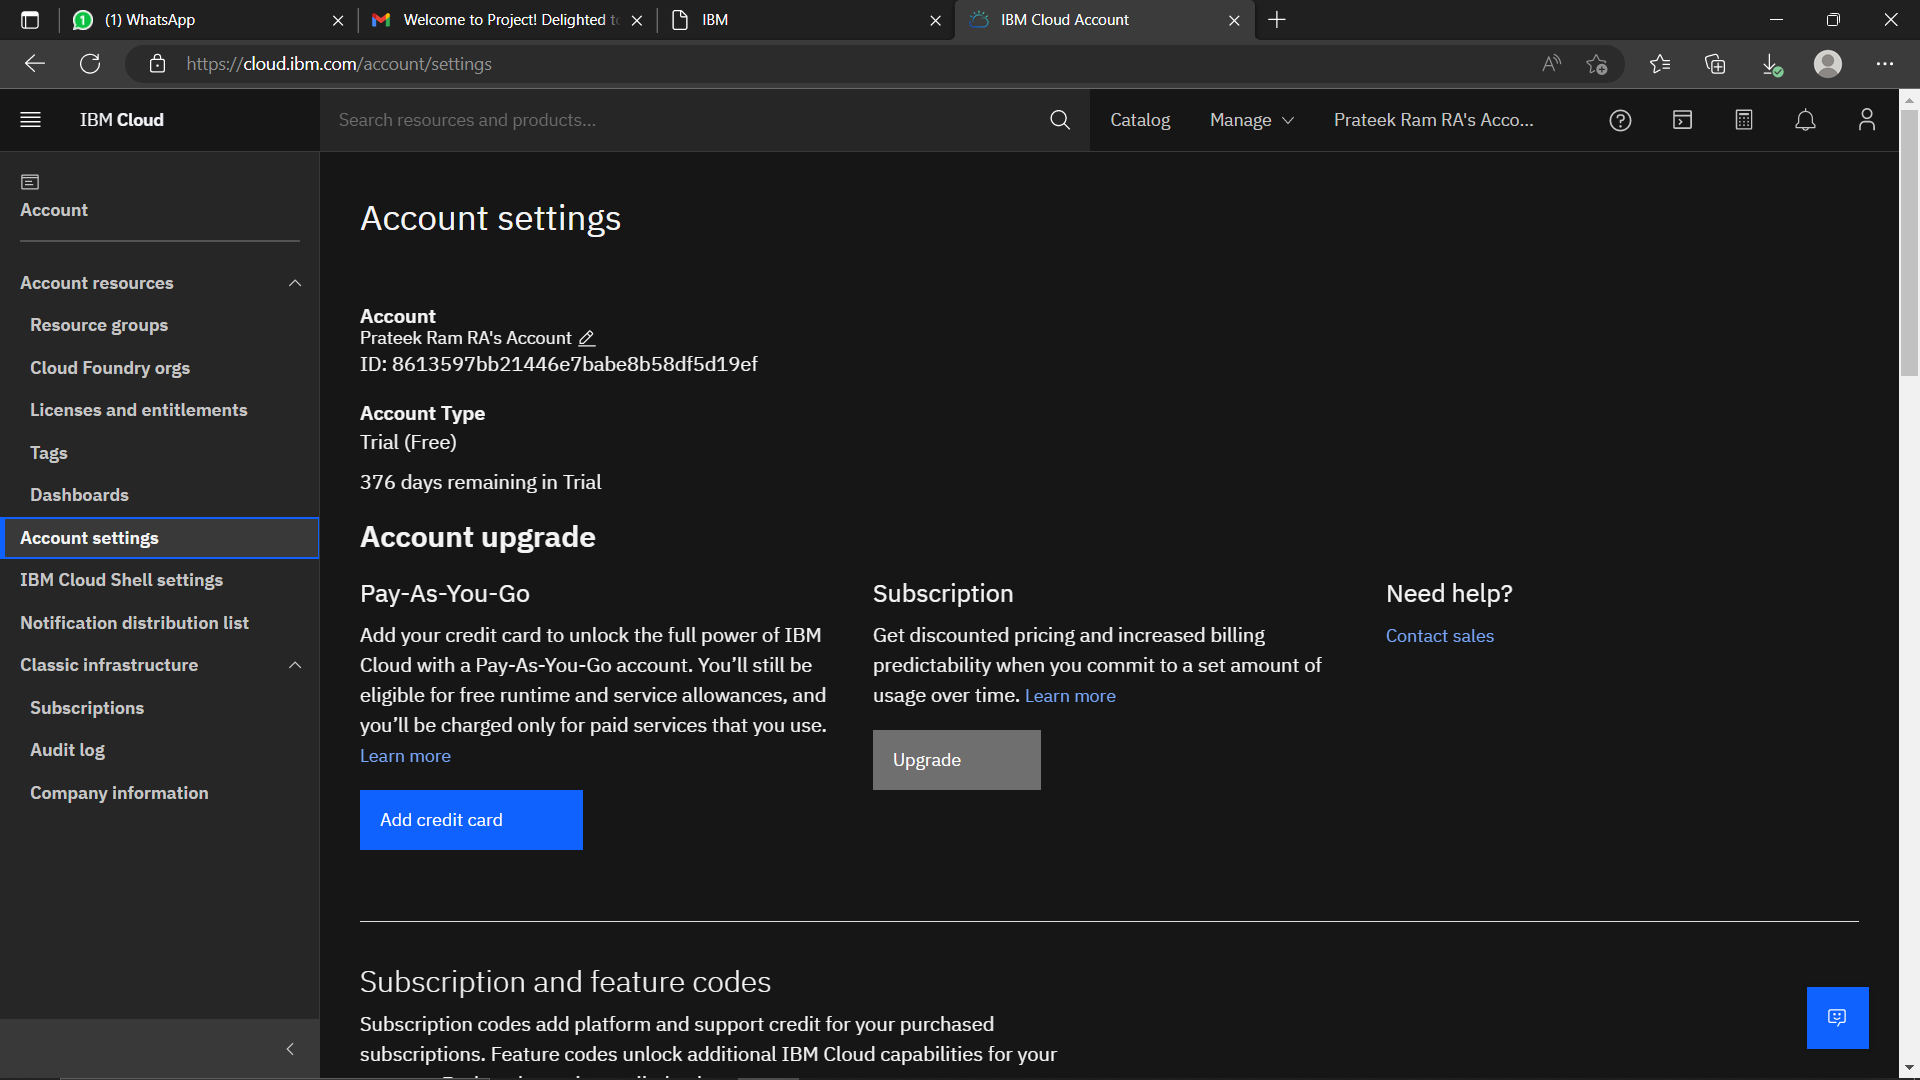 (1) WhatsApp
Welcome to Project! Delighted to
IBM
IBM Cloud Account
https://cloud.ibm.com/account/settings
IBM Cloud
Search resources and products...
Catalog
Manage
Prateek Ram RA's Acco...
Account
Account resources
Resource groups
Cloud Foundry orgs
Licenses and entitlements
Tags
Dashboards
Account settings
IBM Cloud Shell settings
Notification distribution list
Classic infrastructure
Subscriptions
Audit log
Company information
Account settings
Account
Prateek Ram RA's Account
ID: 8613597bb21446e7babe8b58df5d19ef
Account Type
Trial (Free)
376 days remaining in Trial
Account upgrade
Pay-As-You-Go
Add your credit card to unlock the full power of IBM
Cloud with a Pay-As-You-Go account. You’ll still be
eligible for free runtime and service allowances, and
you’ll be charged only for paid services that you use.
Learn more
Add credit card
Subscription
Get discounted pricing and increased billing
predictability when you commit to a set amount of
usage over time. Learn more
Upgrade
Need help?
Contact sales
Subscription and feature codes
Subscription codes add platform and support credit for your purchased
subscriptions. Feature codes unlock additional IBM Cloud capabilities for your